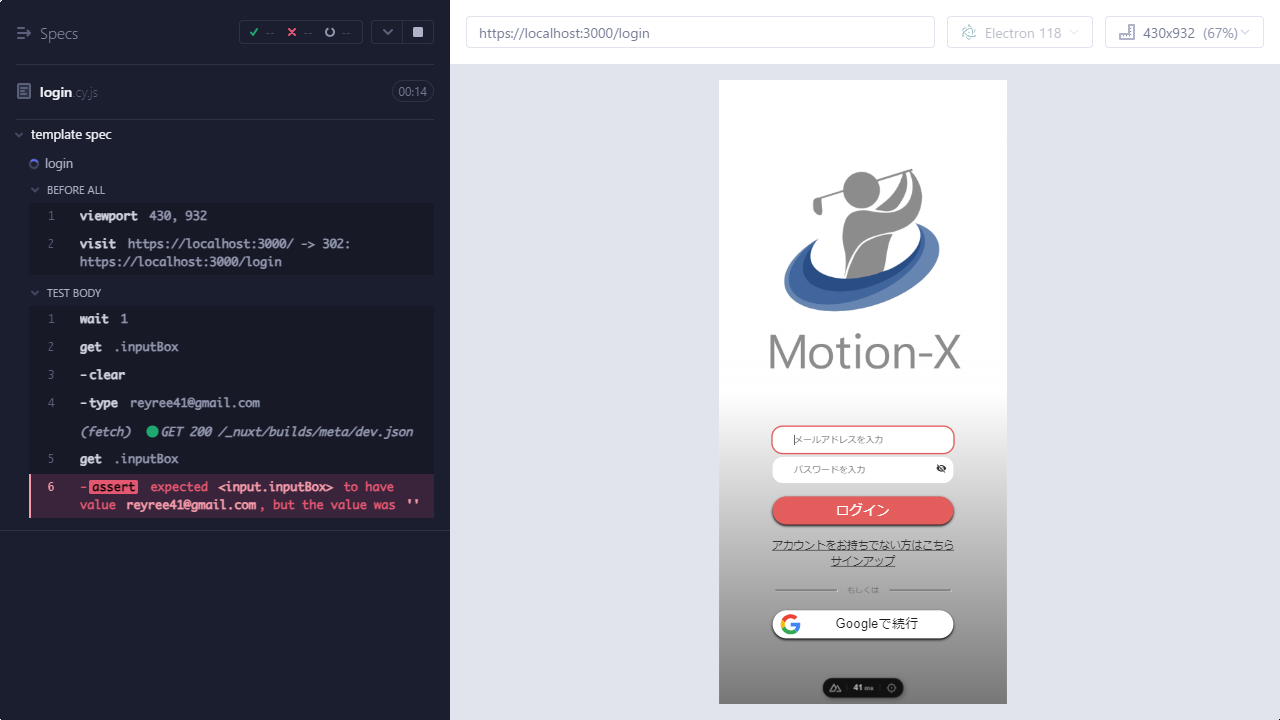 Specs
--
--
--
login.cy.js
00:14
template spec
login
BEFORE ALL
1 viewport 430, 932
2 visit https://localhost:3000/ -> 302:
https://localhost:3000/login
TEST BODY
1 wait 1
2 get .inputBox
3 -clear
4 -type reyree41@gmail.com
(fetch) GET 200 /_nuxt/builds/meta/dev.json
5 get .inputBox
6 -assert expected <input.inputBox> to have
value reyree41@gmail.com, but the value was ''
https://localhost:3000/login
Electron 118
430x932 (67%)
Motion-X
メールアドレスを入力
パスワードを入力
ログイン
アカウントをお持ちでない方はこちら
サインアップ
もしくは
Googleで続行
41 ms